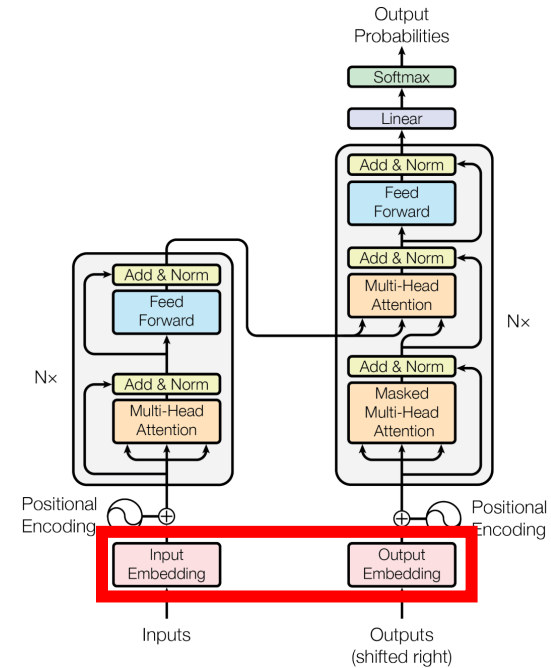 Output
Probabilities
Softmax
Linear
Add & Norm
Feed
Forward
Add & Norm
Multi-Head
Attention
Add & Norm
Masked
Multi-Head
Attention
Nx
Add & Norm
Feed
Forward
Add & Norm
Multi-Head
Attention
Nx
Positional
Encoding
Positional
Encoding
Input
Embedding
Output
Embedding
Inputs
Outputs
(shifted right)